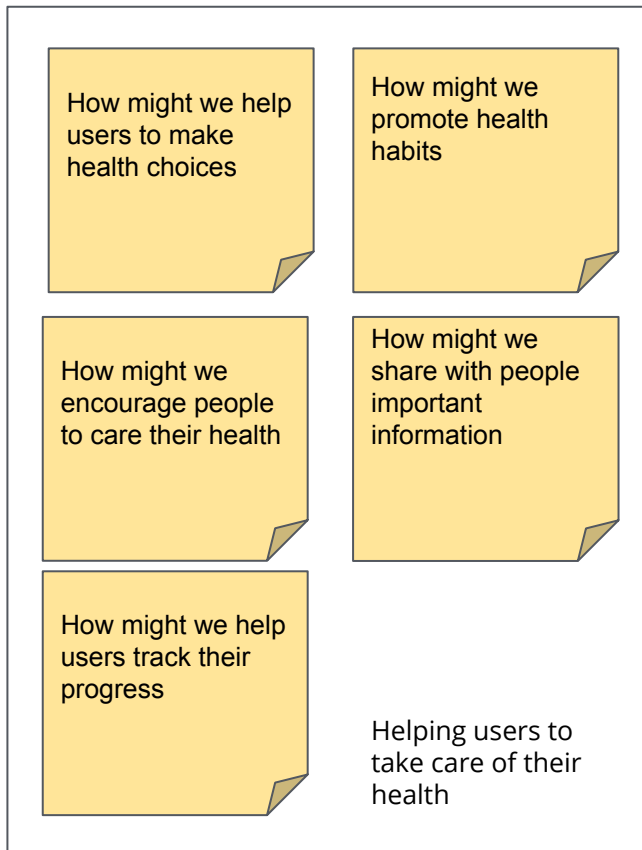 How might we help
users to make
health choices
How might we
promote health
habits
How might we
encourage people
to care their health
How might we
share with people
important
information
How might we help
users track their
progress
Helping users to
take care of their
health